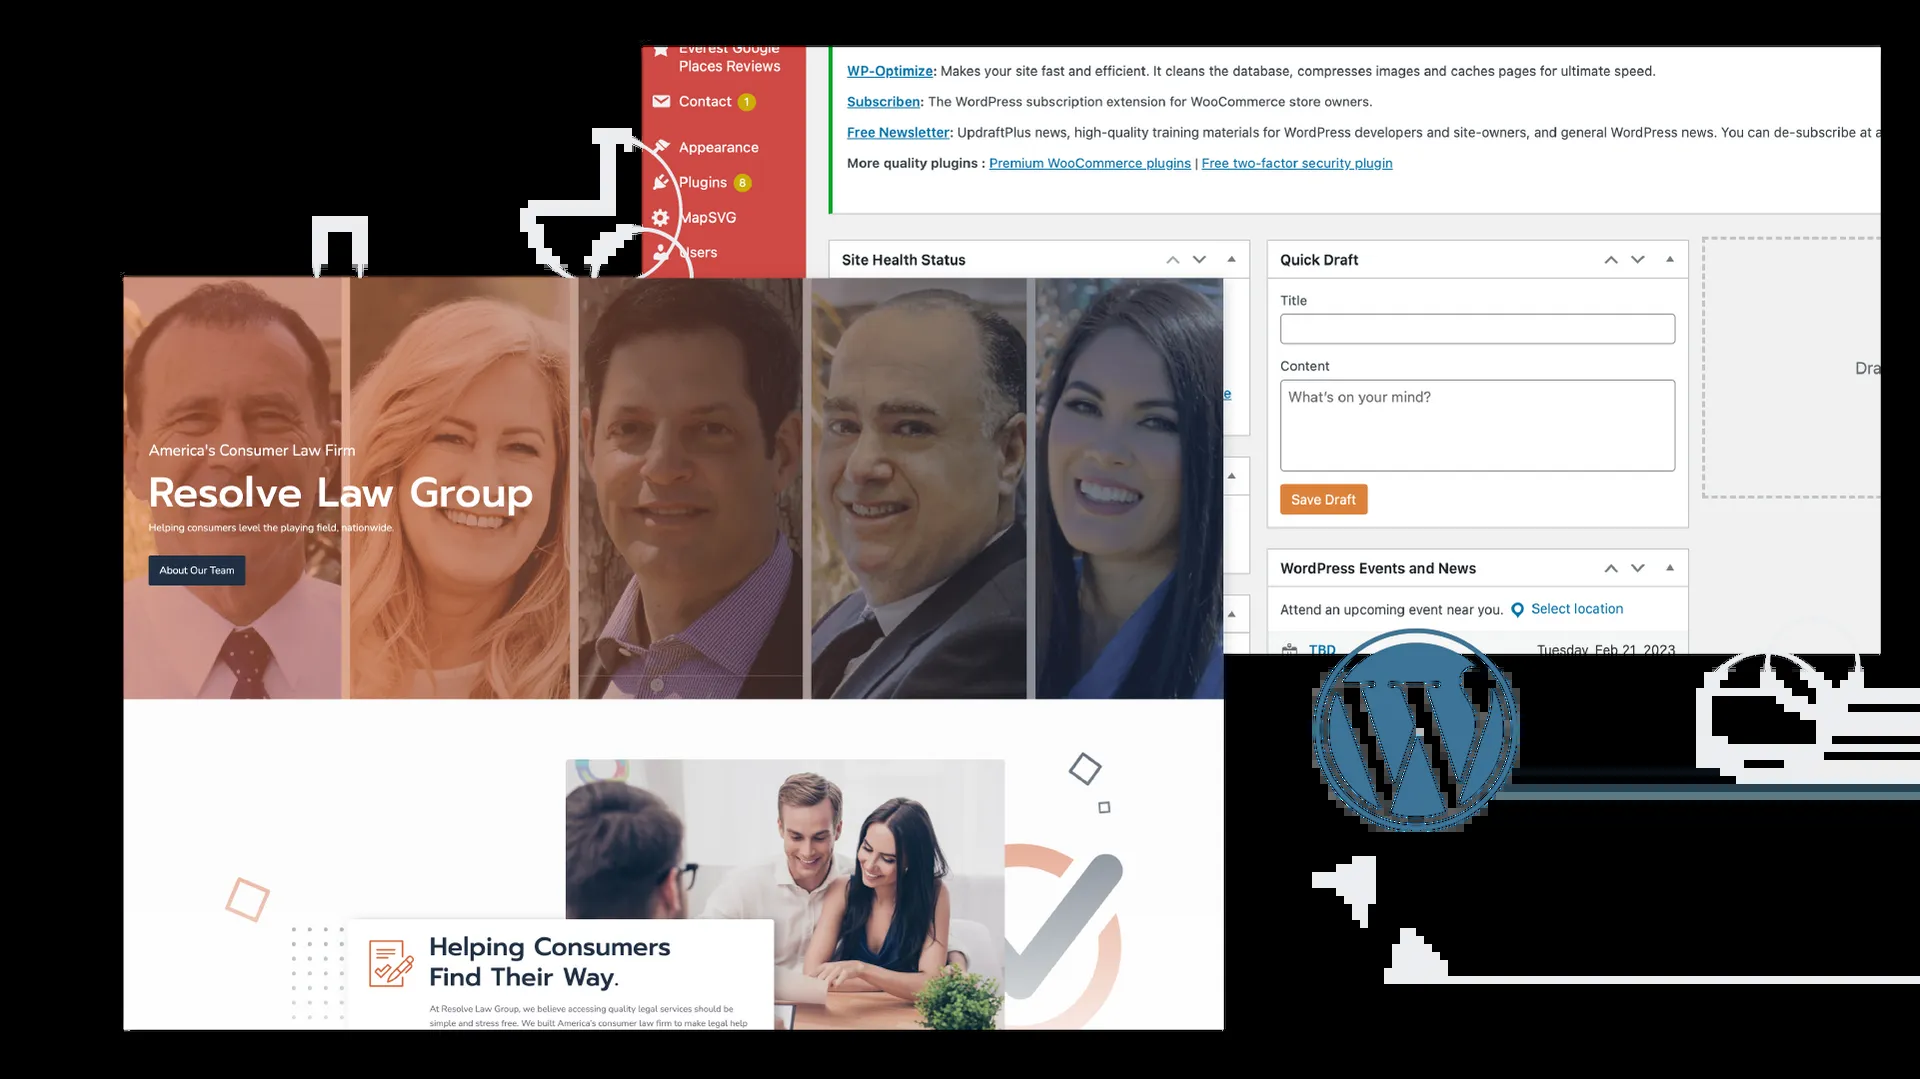 Everest Google
Places Reviews
Contact 1
Appearance
Plugins 8
MapSVG
Users
WP-Optimize: Makes your site fast and efficient. It cleans the database, compresses images and caches pages for ultimate speed.
Subscriben: The WordPress subscription extension for WooCommerce store owners.
Free Newsletter: UpdraftPlus news, high-quality training materials for WordPress developers and site-owners, and general WordPress news. You can de-subscribe at a
More quality plugins : Premium WooCommerce plugins | Free two-factor security plugin
Site Health Status
Quick Draft
Title
Content
What's on your mind?
Save Draft
Dra
e
WordPress Events and News
Attend an upcoming event near you. Select location
TBD
Tuesday, Feb 21, 2023
America's Consumer Law Firm
Resolve Law Group
Helping consumers level the playing field, nationwide.
About Our Team
Helping Consumers
Find Their Way.
At Resolve Law Group, we believe accessing quality legal services should be
simple and stress free. We built America's consumer law firm to make legal help